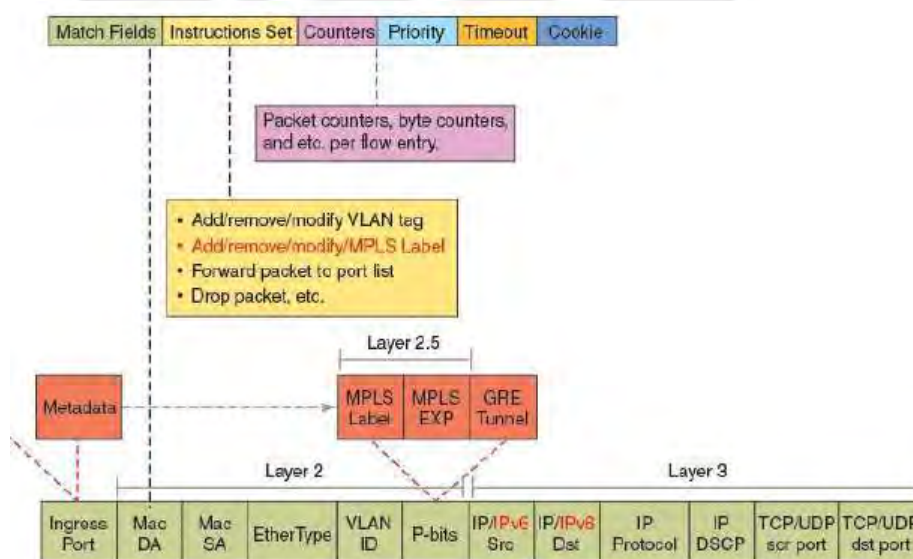 Match Fields Instructions Set Counters Priority Timeout Cookie
Packet counters, byte counters,
and etc. per flow entry.
• Add/remove/modify VLAN tag
• Add/remove/modify/MPLS Label
• Forward packet to port list
• Drop packet, etc.
Layer 2.5
Metadata
MPLS
Label
MPLS
EXP
GRE
Tunnel
Layer 2
Layer 3
Ingress
Port
Mac
DA
Mac
SA
EtherType
VLAN
ID
P-bits
IP/IPv6
Src
IP/IPv6
Dst
IP
Protocol
IP
DSCP
TCP/UDP
scr port
TCP/UDP
dst port